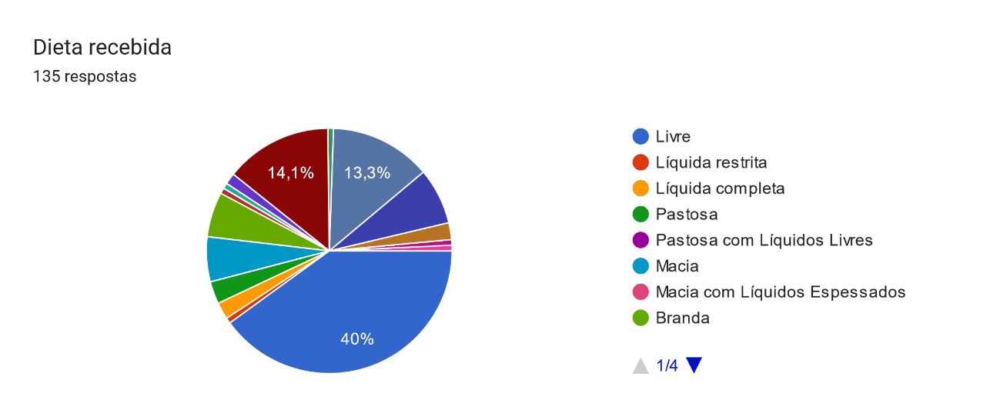 Dieta recebida
135 respostas
14,1%
13,3%
40%
Livre
Líquida restrita
Líquida completa
Pastosa
Pastosa com Líquidos Livres
Macia
Macia com Líquidos Espessados
Branda
1/4